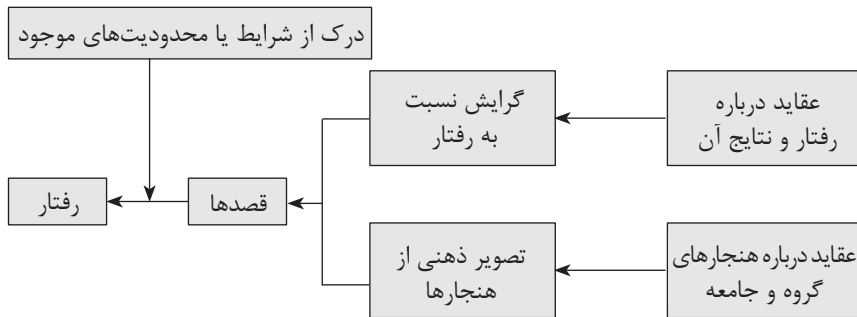 درک از شرایط یا محدودیت‌های موجود
عقاید درباره
رفتار و نتایج آن
گرایش نسبت
به رفتار
قصدها
رفتار
عقاید درباره هنجارهای
گروه و جامعه
تصویر ذهنی از
هنجارها